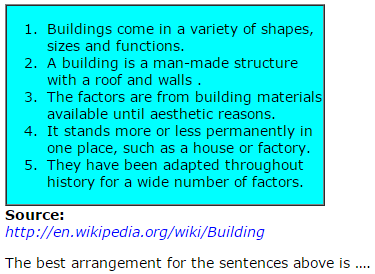 1. Buildings come in a variety of shapes,
sizes and functions.
2. A building is a man-made structure
with a roof and walls .
3. The factors are from building materials
available until aesthetic reasons.
4. It stands more or less permanently in
one place, such as a house or factory.
5. They have been adapted throughout
history for a wide number of factors.
Source:
http://en.wikipedia.org/wiki/Building
The best arrangement for the sentences above is ....